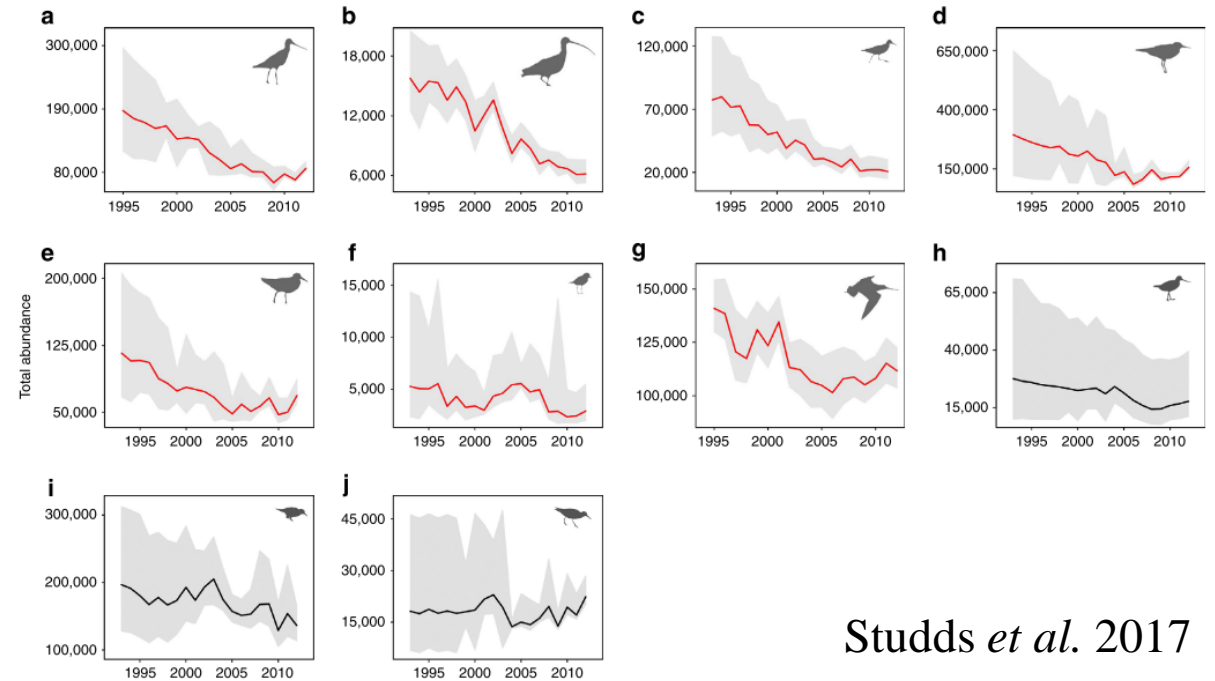 a
300,000
190,000
80,000
1995 2000 2005 2010
b
18,000
12,000
6,000
1995 2000 2005 2010
c
120,000
70,000
20,000
1995 2000 2005 2010
d
650,000
400,000
150,000
1995 2000 2005 2010
Total abundance
e
200,000
125,000
50,000
1995 2000 2005 2010
f
15,000
10,000
5,000
1995 2000 2005 2010
g
150,000
125,000
100,000
1995 2000 2005 2010
h
65,000
40,000
15,000
1995 2000 2005 2010
i
300,000
200,000
100,000
1995 2000 2005 2010
j
45,000
30,000
15,000
1995 2000 2005 2010
Studds et al. 2017